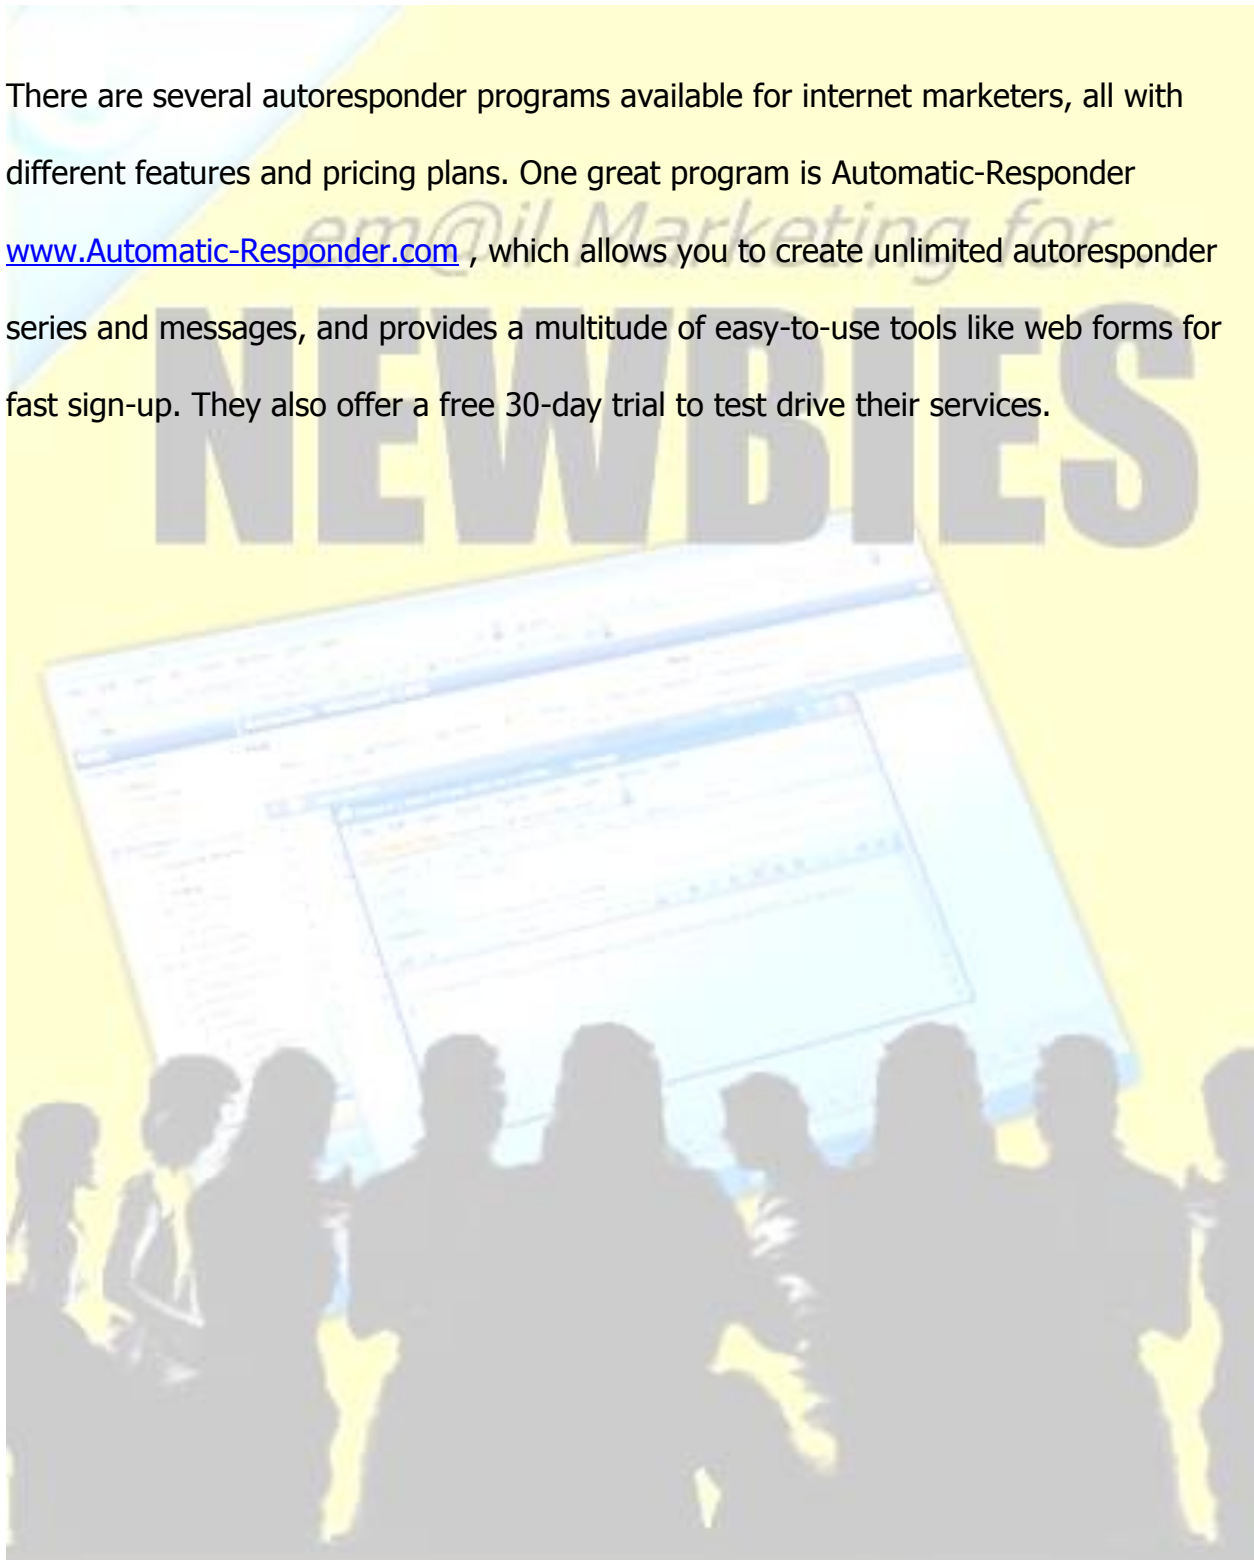 There are several autoresponder programs available for internet marketers, all with
different features and pricing plans. One great program is Automatic-Responder
em@il Marketing for...
www.Automatic-Responder.com , which allows you to create unlimited autoresponder
series and messages, and provides a multitude of easy-to-use tools like web forms for
fast sign-up. They also offer a free 30-day trial to test drive their services.
NEWBIES